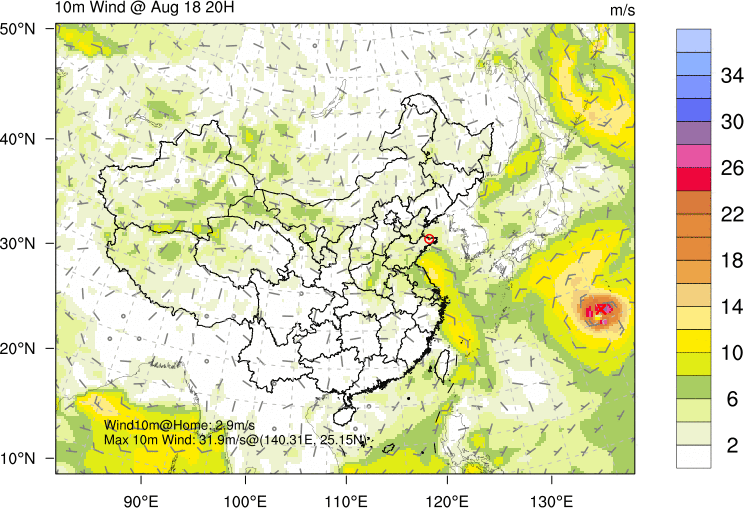 10m Wind @ Aug 18 20H
m/s
50°N
40°N
30°N
20°N
10°N
34
30
26
22
18
14
10
6
2
Wind10m@Home: 2.9m/s
Max 10m Wind: 31.9m/s@(140.31E, 25.15N)
90°E
100°E
110°E
120°E
130°E